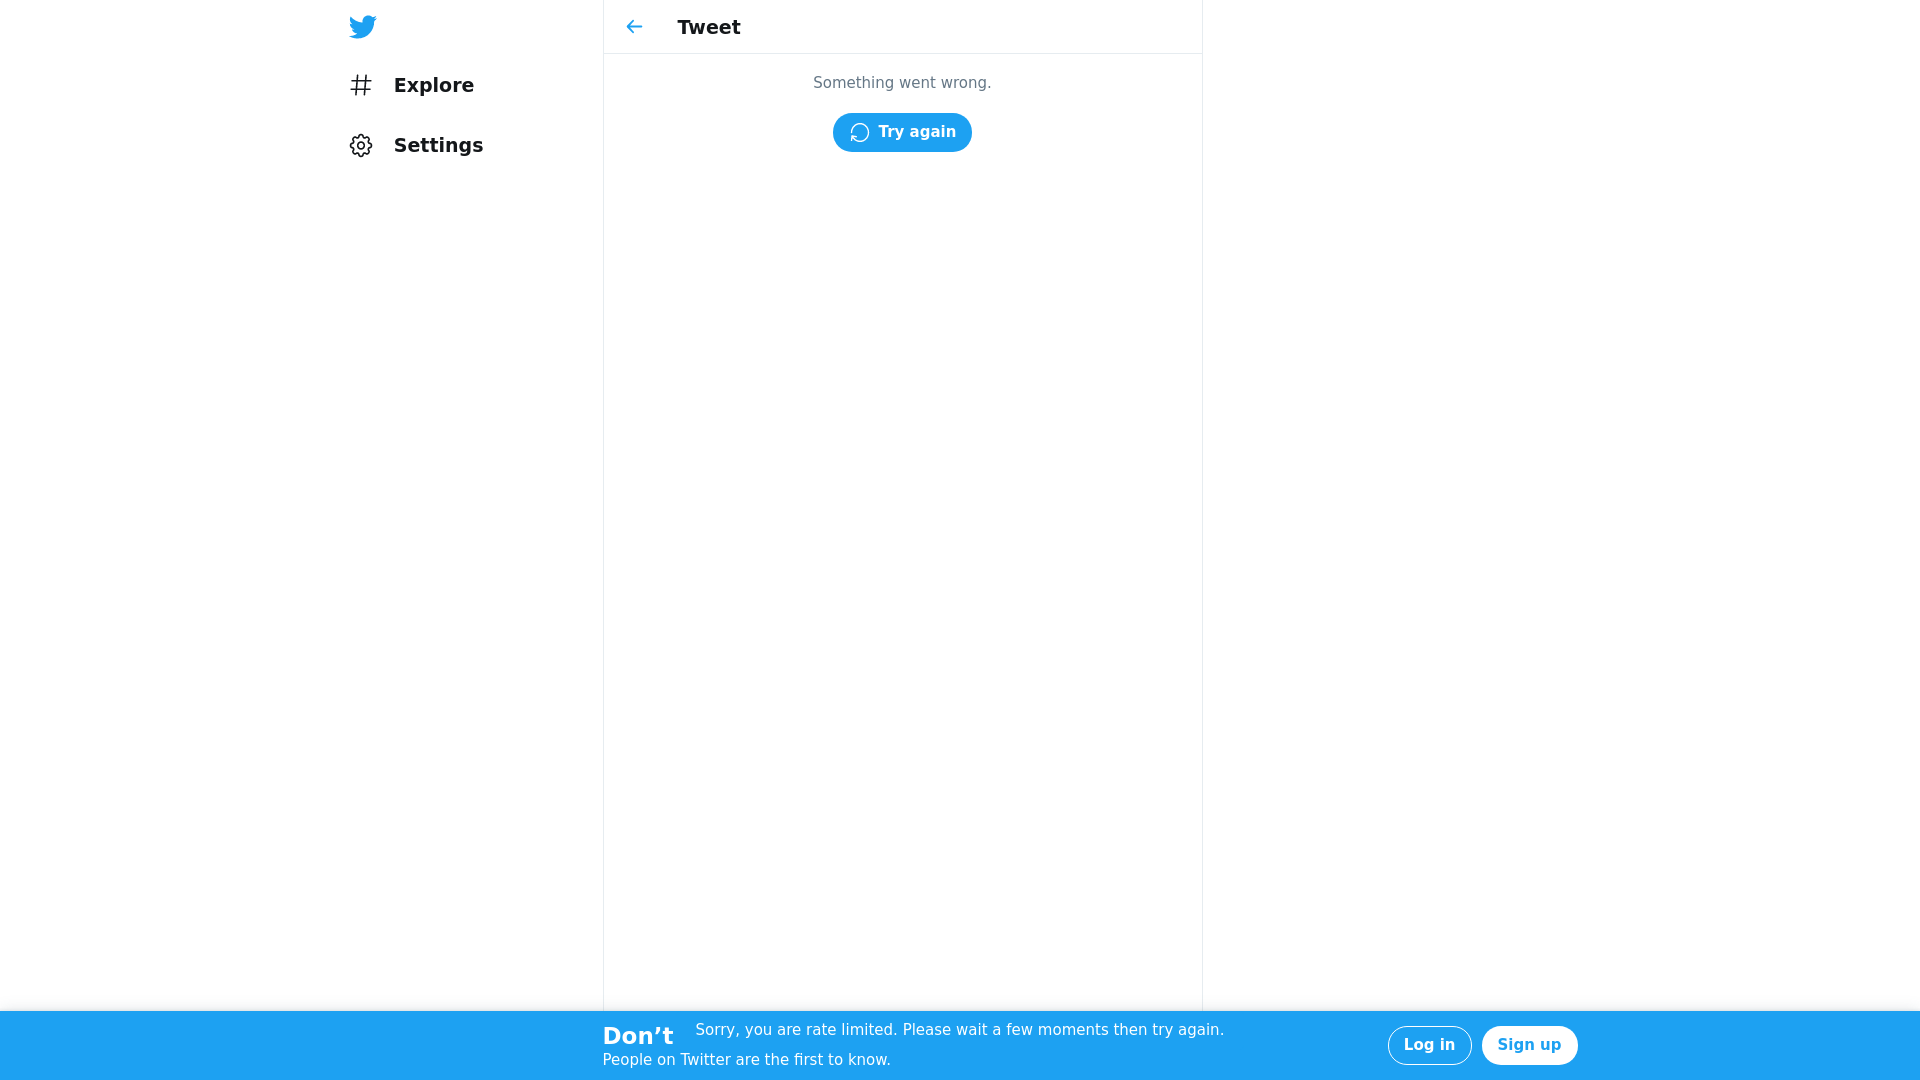 Tweet
Explore
Settings
Something went wrong.
Try again
Don’t
Sorry, you are rate limited. Please wait a few moments then try again.
People on Twitter are the first to know.
Log in
Sign up